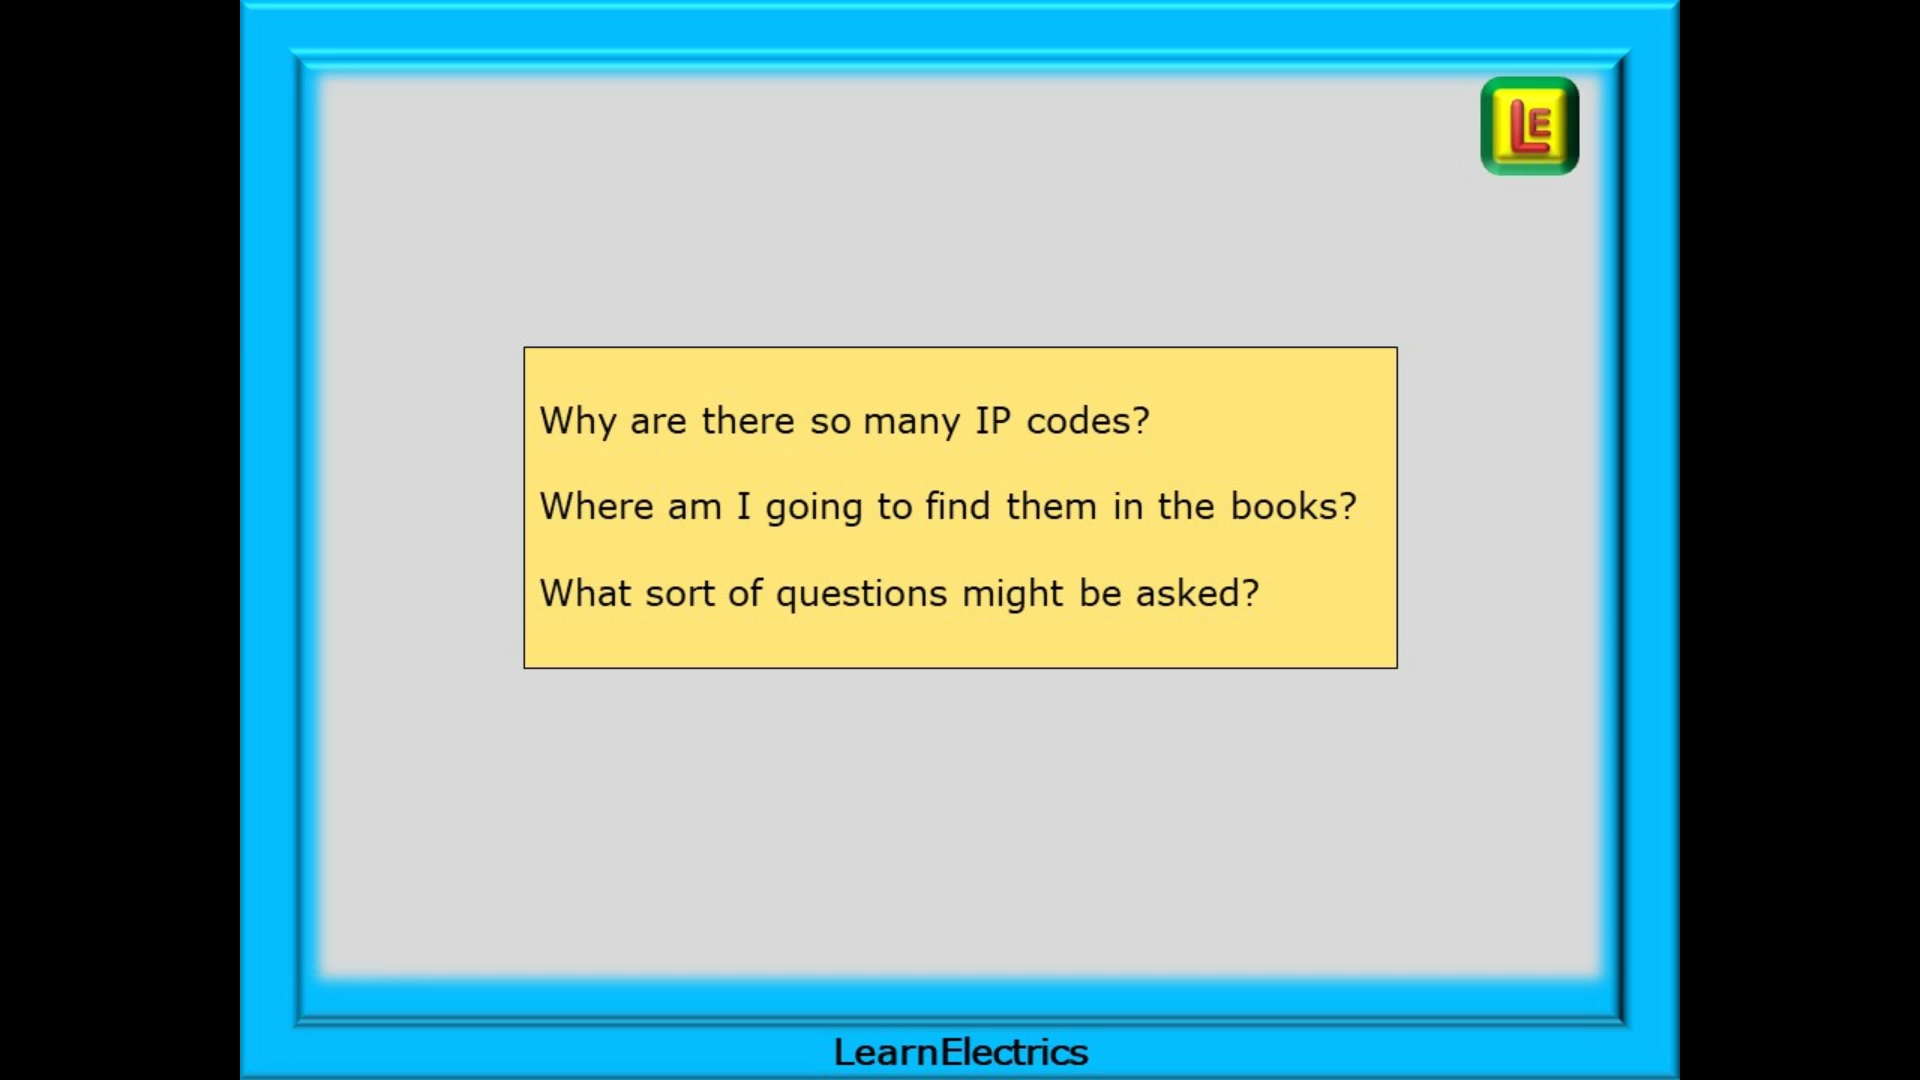 LE
Why are there so many IP codes?
Where am I going to find them in the books?
What sort of questions might be asked?
LearnElectrics